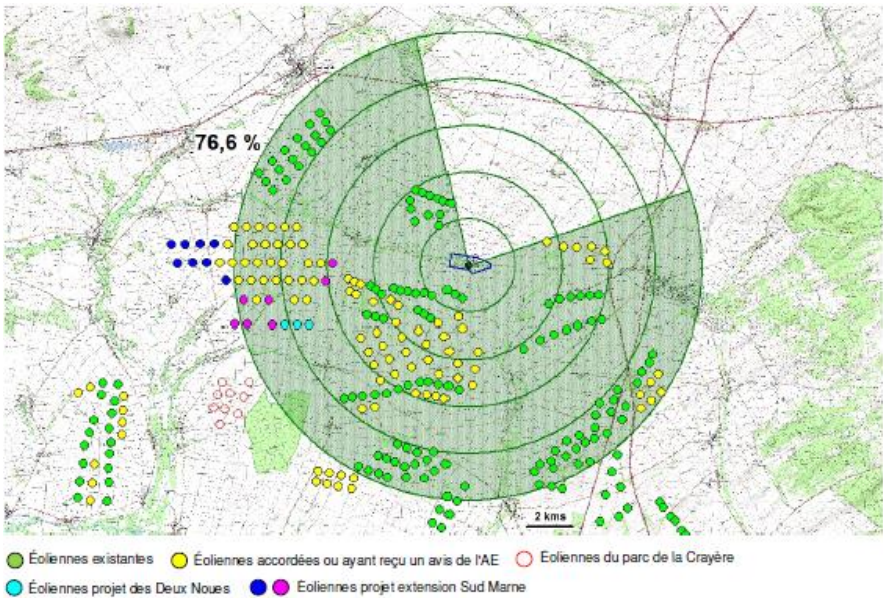 76,6 %
2 kms
Éoliennes existantes Éoliennes accordées ou ayant reçu un avis de l'AE Éoliennes du parc de la Crayère
Éoliennes projet des Deux Noues Éoliennes projet extension Sud Marne